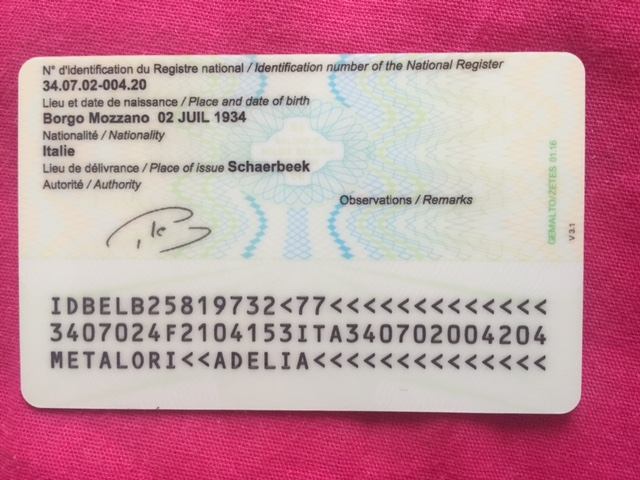 N° d'identification du Registre national / Identification number of the National Register
34.07.02-004.20
Lieu et date de naissance / Place and date of birth
Borgo Mozzano 02 JUIL 1934
Nationalité / Nationality
Italie
Lieu de délivrance / Place of issue Schaerbeek
Autorité / Authority
Observations / Remarks
GEMALTO/ZETES 01.16
V 3.1
IDBELB25819732<77<<<<<<<<<<<<<
3407024F2104153ITA340702004204
METALORI<<ADELIA<<<<<<<<<<<<<<